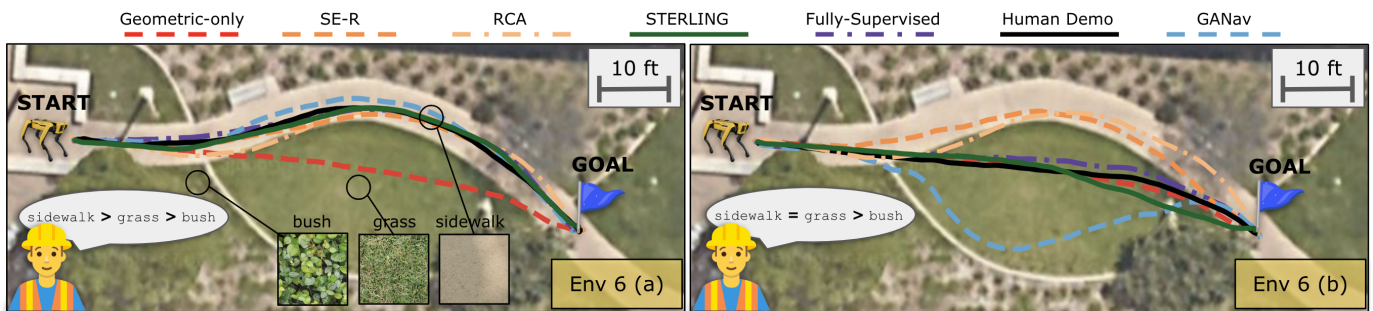 Geometric-only SE-R RCA STERLING Fully-Supervised Human Demo GANav
10 ft
START
GOAL
sidewalk > grass > bush
bush grass sidewalk
Env 6 (a)
10 ft
START
GOAL
sidewalk = grass > bush
Env 6 (b)